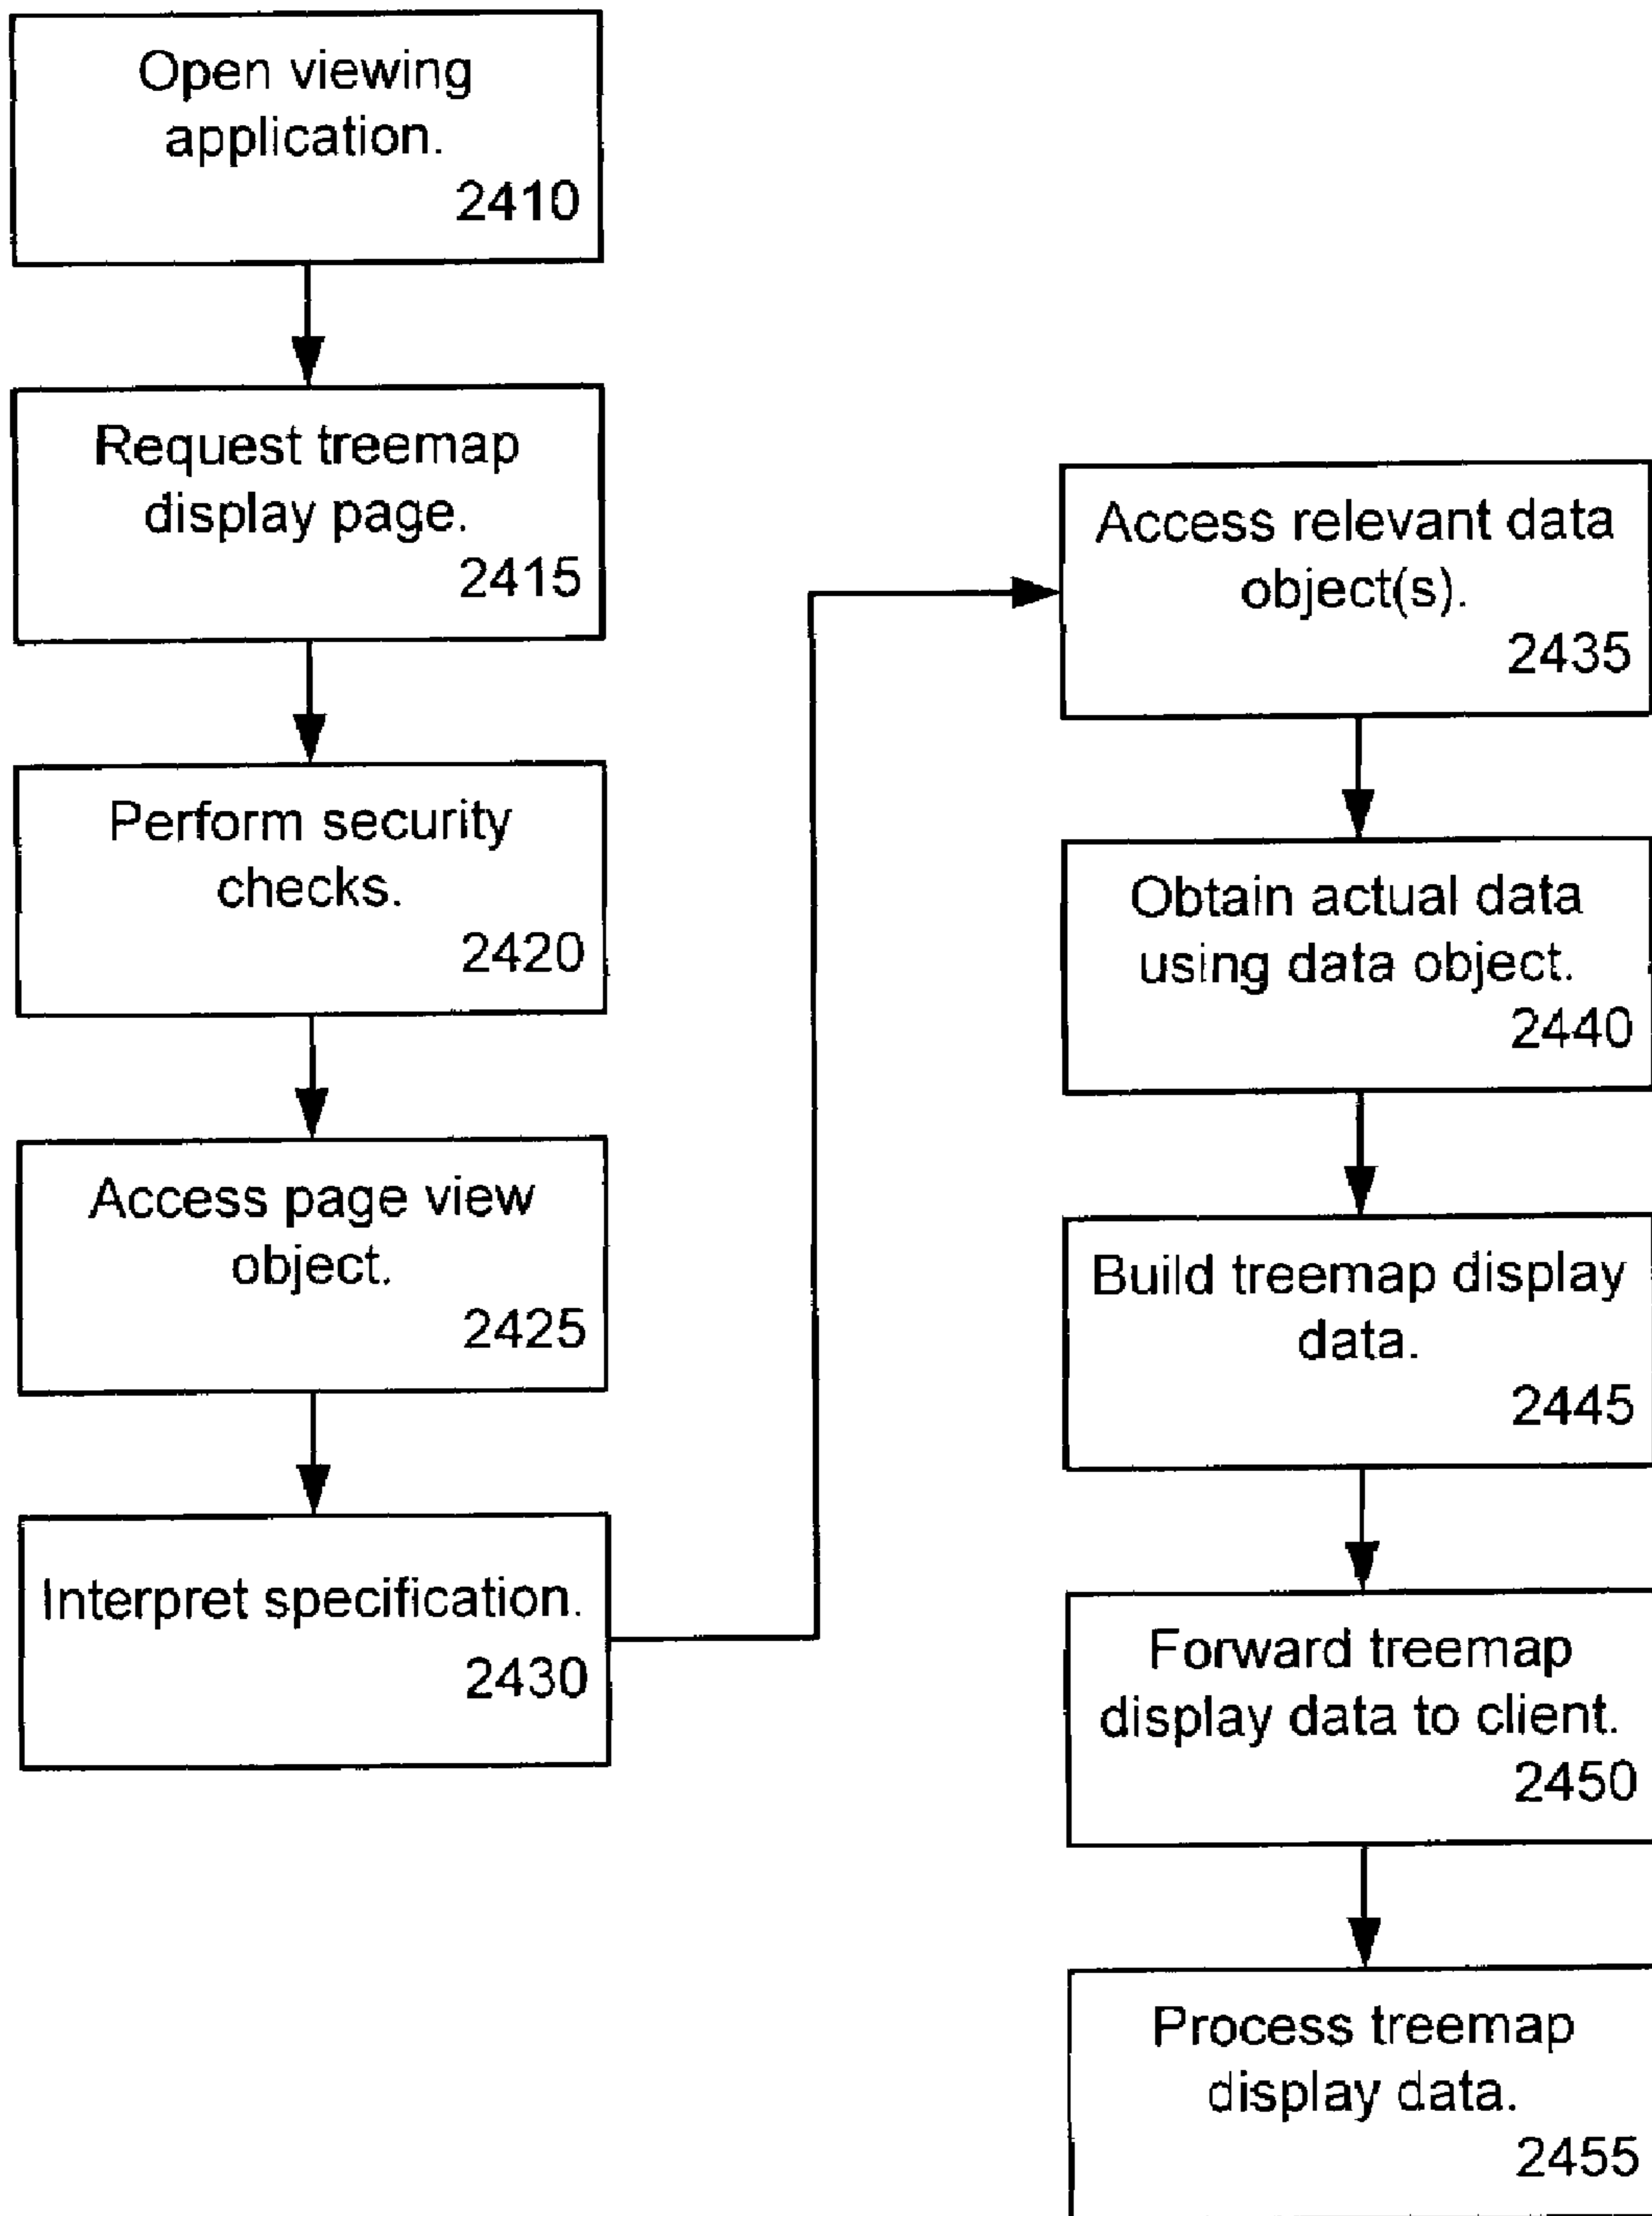 Open viewing
application.
2410
Request treemap
display page.
2415
Perform security
checks.
2420
Access page view
object.
2425
Interpret specification.
2430
Access relevant data
object(s).
2435
Obtain actual data
using data object.
2440
Build treemap display
data.
2445
Forward treemap
display data to client.
2450
Process treemap
display data.
2455